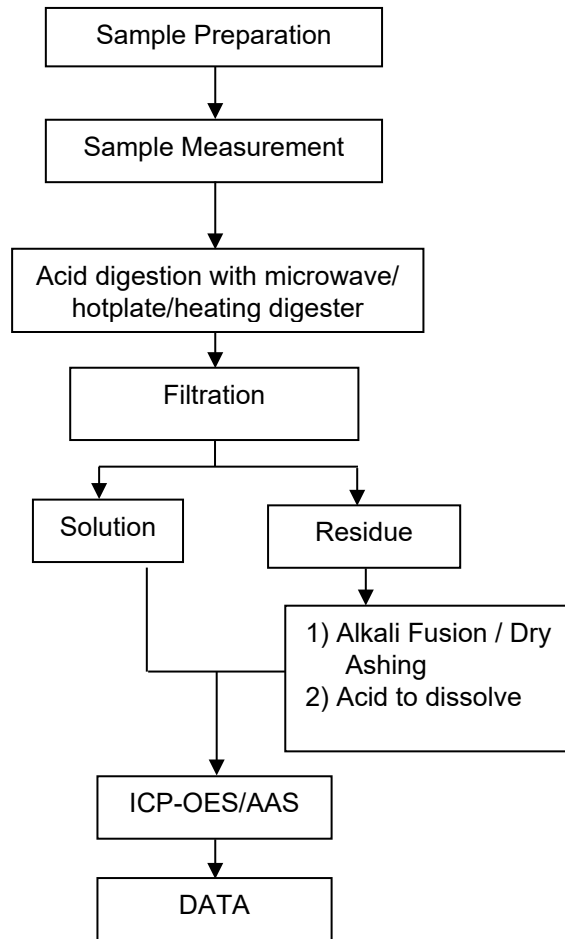 Sample Preparation
Sample Measurement
Acid digestion with microwave/
hotplate/heating digester
Filtration
Solution
Residue
1) Alkali Fusion / Dry
Ashing
2) Acid to dissolve
ICP-OES/AAS
DATA